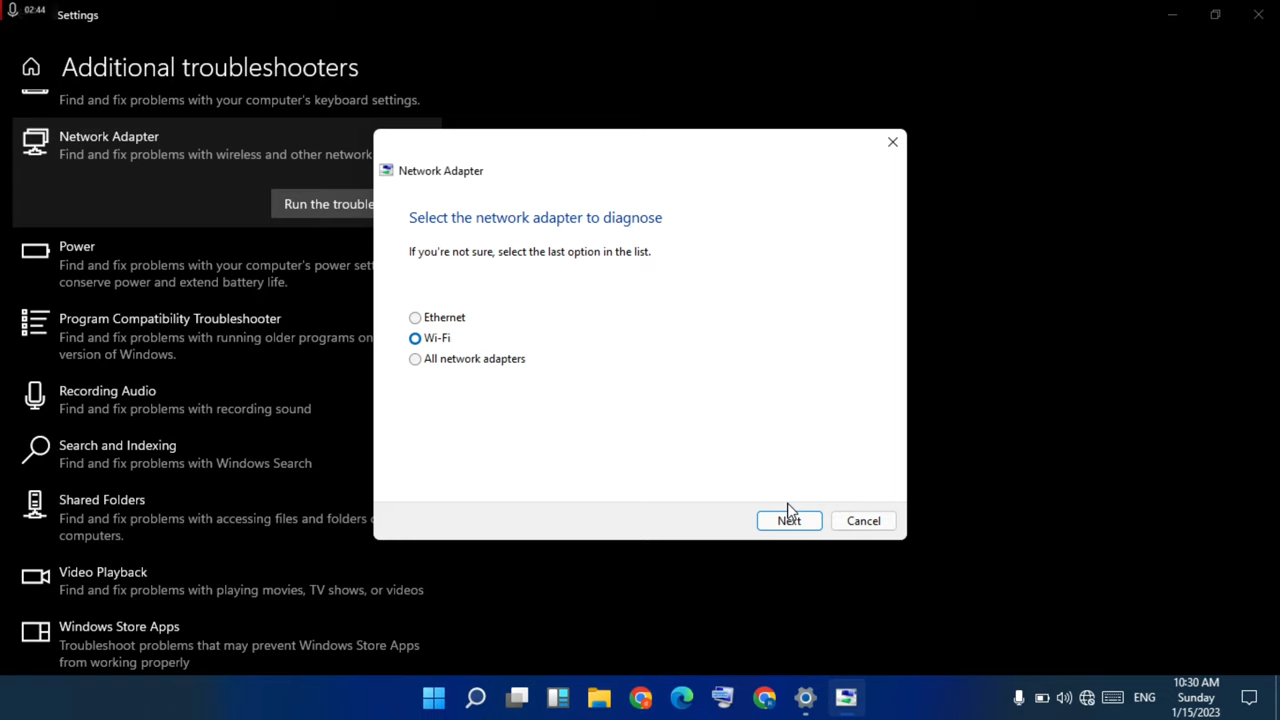 02:44
Settings
Additional troubleshooters
Find and fix problems with your computer's keyboard settings.
Network Adapter
Find and fix problems with wireless and other network
Run the trouble
Power
Find and fix problems with your computer's power set
conserve power and extend battery life.
Program Compatibility Troubleshooter
Find and fix problems with running older programs on
version of Windows.
Recording Audio
Find and fix problems with recording sound
Search and Indexing
Find and fix problems with Windows Search
Shared Folders
Find and fix problems with accessing files and folders o
computers.
Video Playback
Find and fix problems with playing movies, TV shows, or videos
Windows Store Apps
Troubleshoot problems that may prevent Windows Store Apps
from working properly
Network Adapter
Select the network adapter to diagnose
If you're not sure, select the last option in the list.
Ethernet
Wi-Fi
All network adapters
Next
Cancel
ENG
10:30 AM
Sunday
1/15/2023